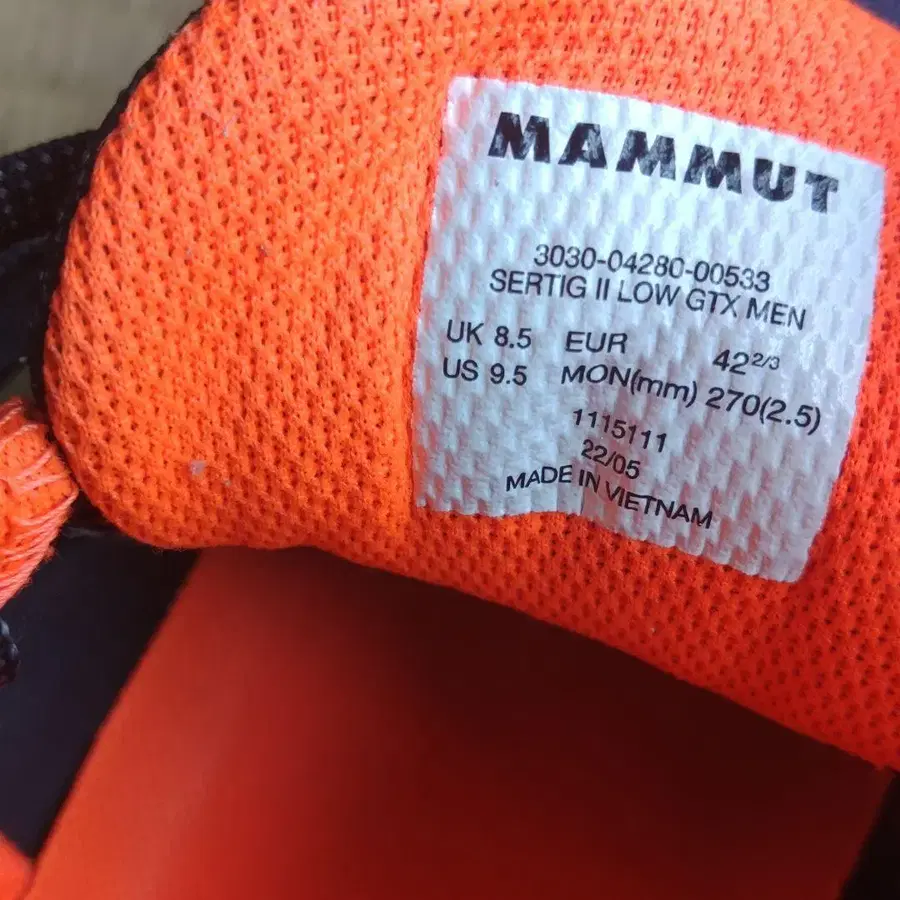 MAMMUT
3030-04280-00533
SERTIG II LOW GTX MEN
UK 8.5 EUR 42 2/3
US 9.5 MON(mm) 270(2.5)
1115111
22/05
MADE IN VIETNAM